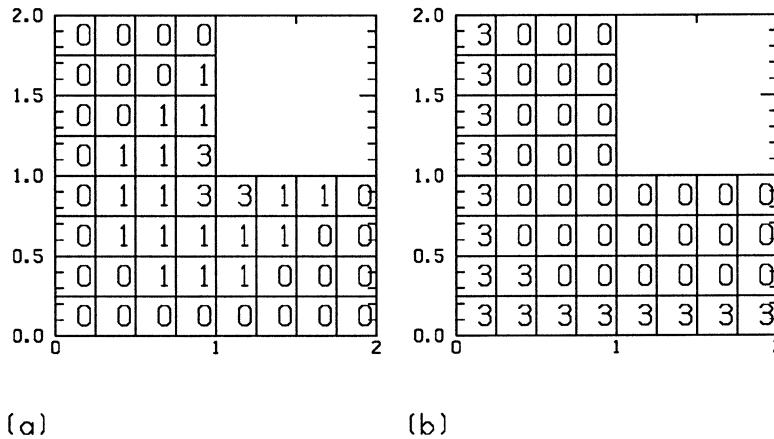 2.0 0 0 0 0 2.0 3 0 0 0
0 0 0 1 3 0 0 0
1.5 1.5
0 0 1 1 3 0 0 0
0 1 1 3 3 0 0 0
1.0 1.0
0 1 1 3 3 1 1 0 3 0 0 0 0 0 0 0
0 1 1 1 1 1 0 0 3 0 0 0 0 0 0 0
0.5 0.5
0 0 1 1 1 0 0 0 3 3 0 0 0 0 0 0
0 0 0 0 0 0 0 0 3 3 3 3 3 3 3 3
0.0 0.0
0 1 2 0 1 2
(a) (b)